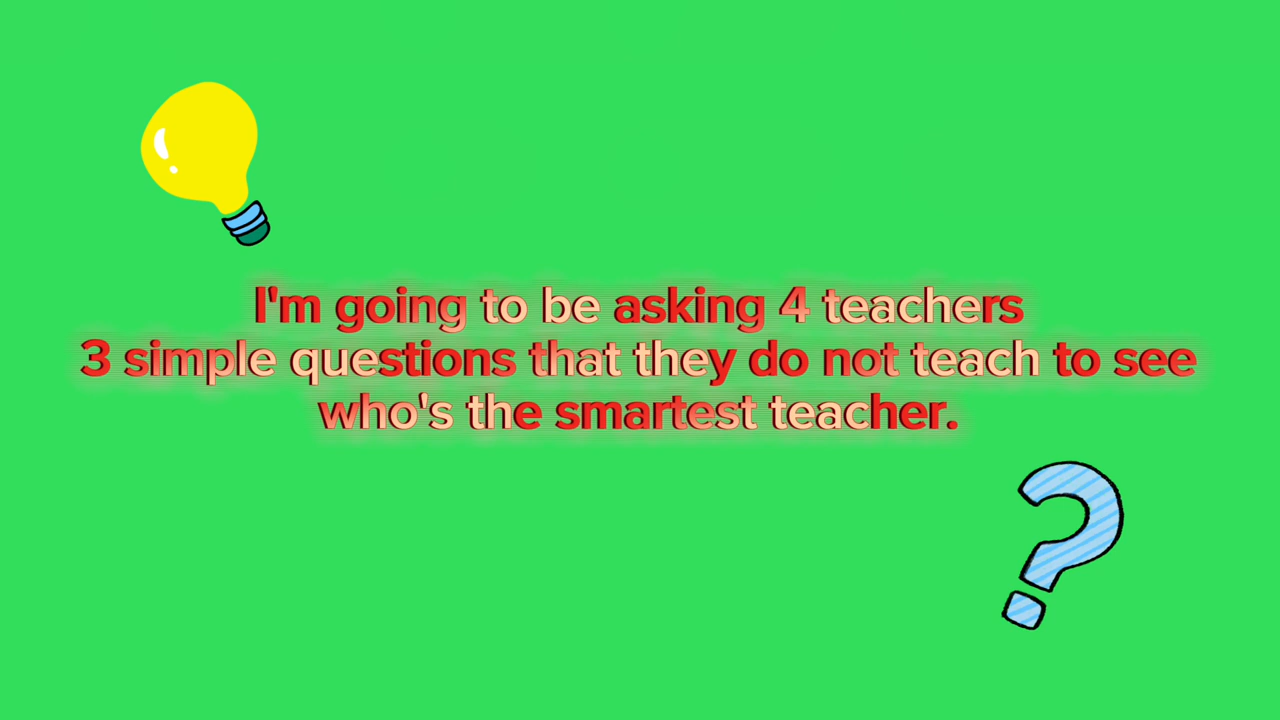 I'm going to be asking 4 teachers
3 simple questions that they do not teach to see
who's the smartest teacher.